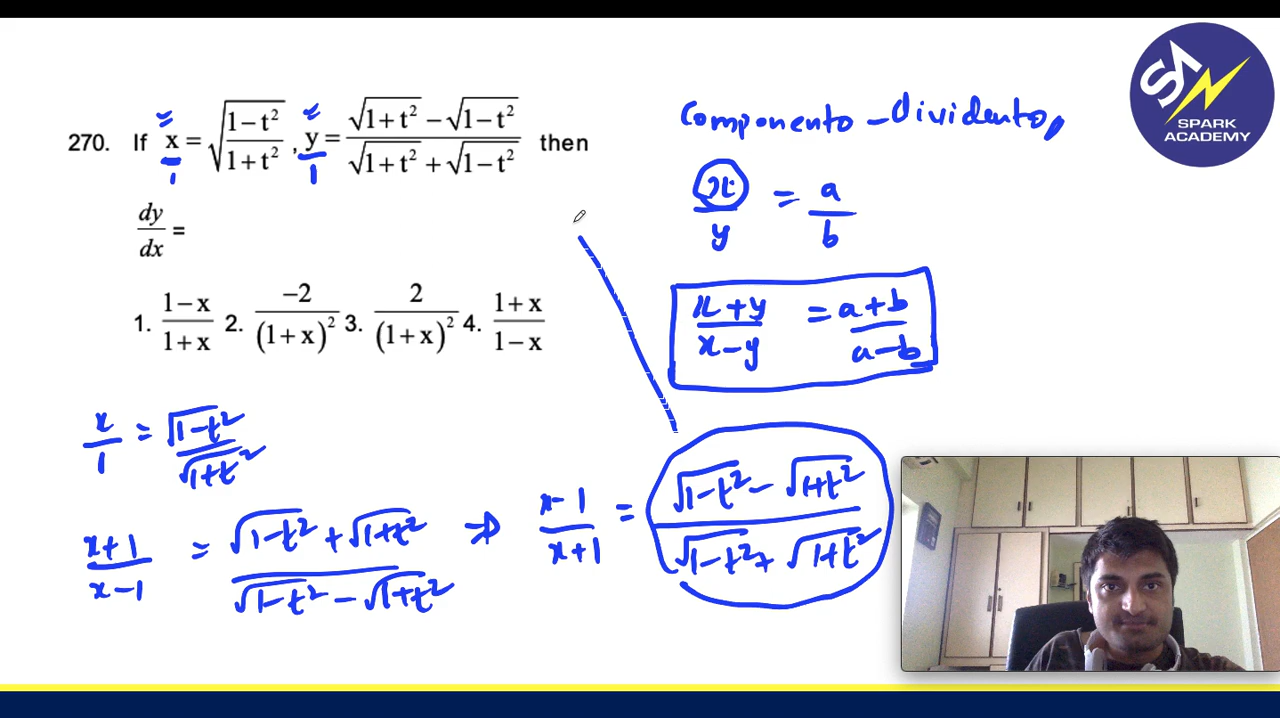 SPARK
ACADEMY
270. If x = √((1−t²)/(1+t²)), y = (√(1+t²) − √(1−t²))/(√(1+t²) + √(1−t²)) then
dy/dx =
1. (1−x)/(1+x) 2. −2/(1+x)² 3. 2/(1+x)² 4. (1+x)/(1−x)
componento - dividento,
x/y = a/b
(x+y)/(x−y) = (a+b)/(a−b)
x/1 = √(1−t²)/√(1+t²)
(x+1)/(x−1) = (√(1−t²) + √(1+t²))/(√(1−t²) − √(1+t²)) ⇒ (x−1)/(x+1) = (√(1−t²) − √(1+t²))/(√(1−t²) + √(1+t²))